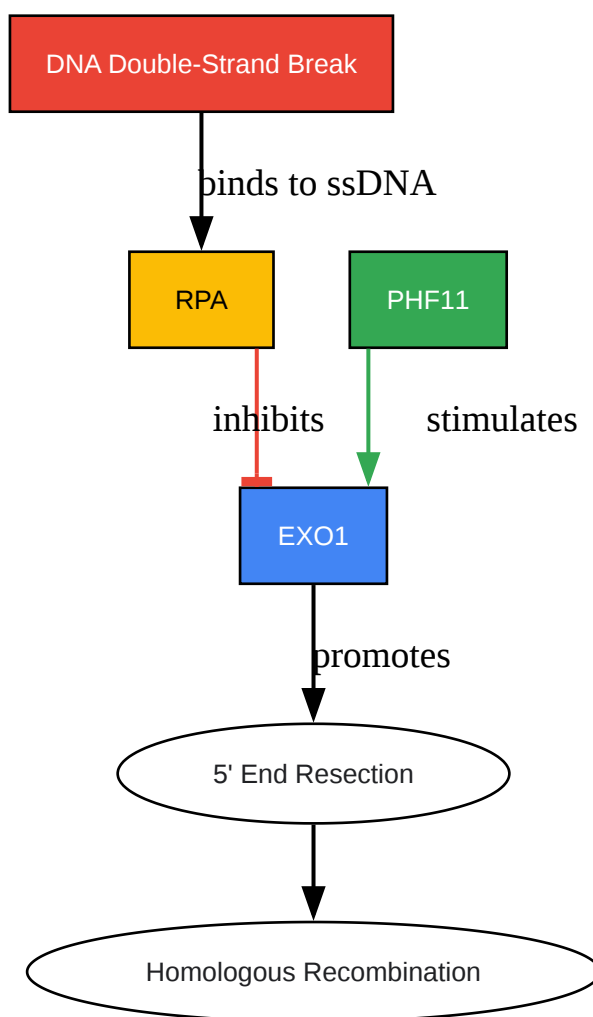 DNA Double-Strand Break
binds to ssDNA
RPA
PHF11
inhibits
stimulates
EXO1
promotes
5' End Resection
Homologous Recombination